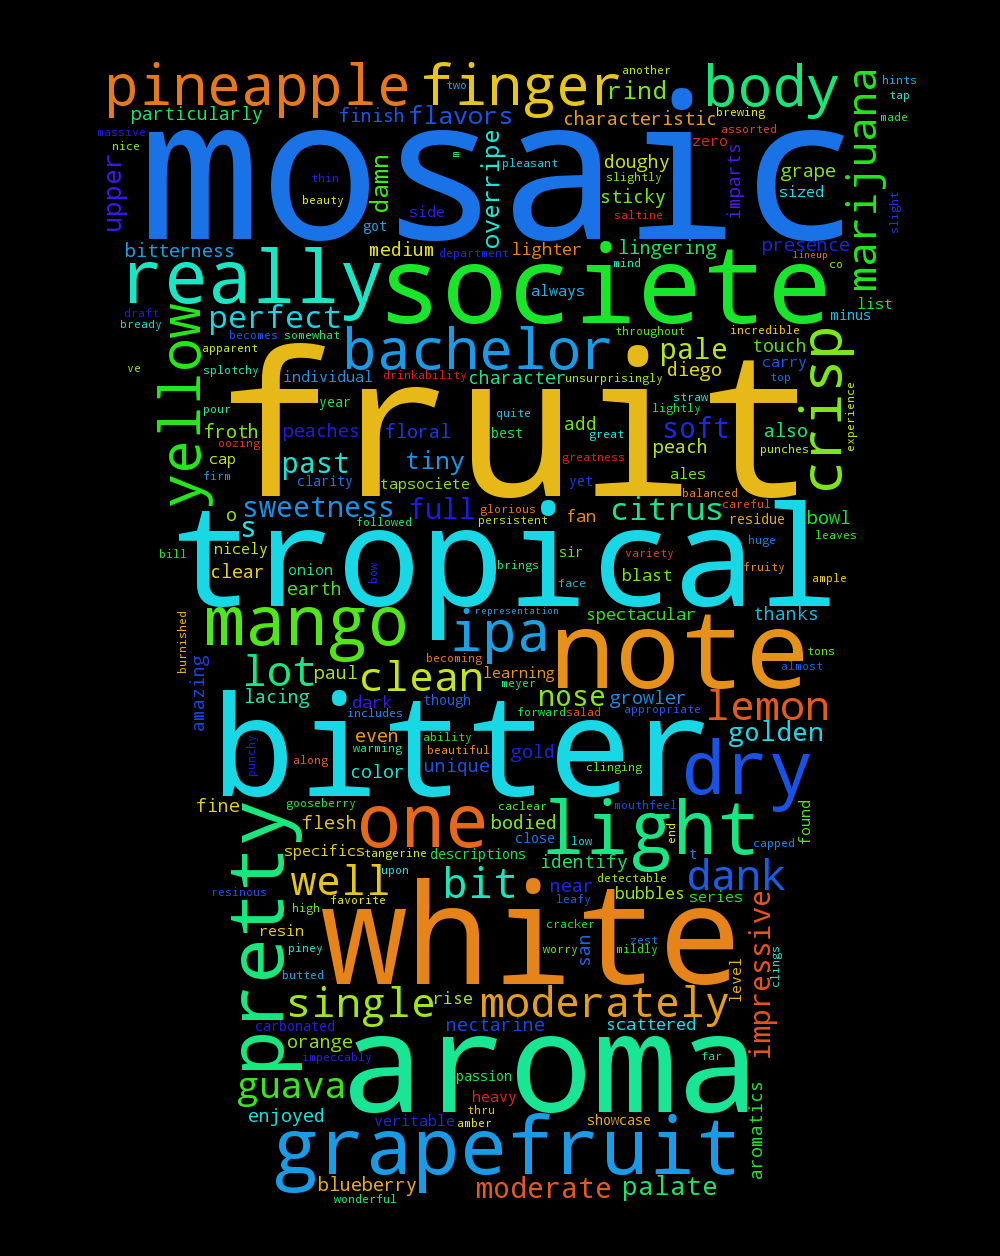 another
pineapple finger two rind body hints
tap
particularly finish flavors characteristic brewing made
massive mosaic zero assorted marijuana
nice upper damn overripe pleasant doughy imparts grape
thin slightly sized
beauty side sticky slight
got saltine
bitterness medium department lighter lingering presence lineup
really societe mind co
always list
draft perfect minus
bready becomes somewhat throughout incredible
yellow apparent bachelor pale touch crisp
ve splotchy individual drinkability character unsurprisingly diego carry top
fruit
pour year straw lightly
froth peaches floral quite best add great soft also experience
oozing peach punches
cap past tiny greatness
firm clarity tapsociete yet ales balanced
o sweetness full glorious fan citrus careful residue bowl
s followed persistent leaves
tropical
bill nicely sir variety huge
clear onion bow brings face blast fruity ample
earth
burnished mango representation spectacular thanks
ipa note tons
becoming almost
amazing lot paul clean learning meyer
lacing dark though nose growler lemon
includes forward salad appropriate golden
bitter
punchy even ability
warming beautiful gold dry
along color unique clinging
fine gooseberry caclear mouthfeel found
pretty flesh one bodied light end
close low capped
specifics tangerine descriptions identify t
upon detectable
resinous well bit near bubbles dank series
favorite leafy
high white cracker impressive
resin
piney worry san zest mildly level clings
butted
single rise moderately
carbonated nectarine scattered
orange aroma
impeccably far
guava passion aromatics
heavy
enjoyed thru showcase
veritable amber
grapefruit
blueberry moderate palate
wonderful